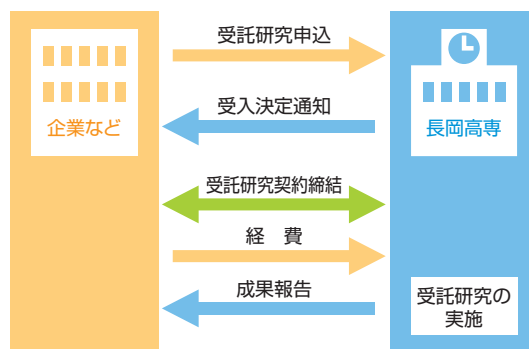 受託研究申込
受入決定通知
企業など
長岡高専
受託研究契約締結
経　費
成果報告
受託研究の
実施